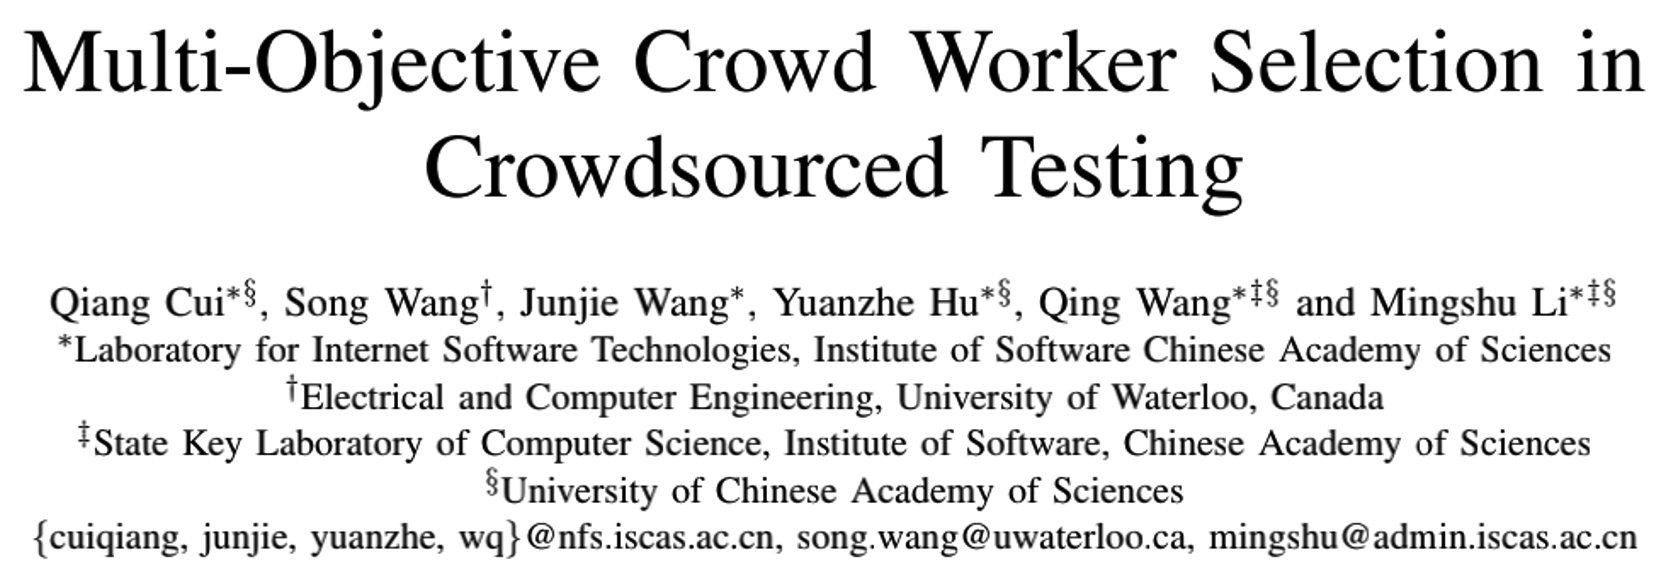 Multi-Objective Crowd Worker Selection in
Crowdsourced Testing
Qiang Cui*§, Song Wang†, Junjie Wang*, Yuanzhe Hu*§, Qing Wang*‡§ and Mingshu Li*‡§
*Laboratory for Internet Software Technologies, Institute of Software Chinese Academy of Sciences
†Electrical and Computer Engineering, University of Waterloo, Canada
‡State Key Laboratory of Computer Science, Institute of Software, Chinese Academy of Sciences
§University of Chinese Academy of Sciences
{cuiqiang, junjie, yuanzhe, wq}@nfs.iscas.ac.cn, song.wang@uwaterloo.ca, mingshu@admin.iscas.ac.cn